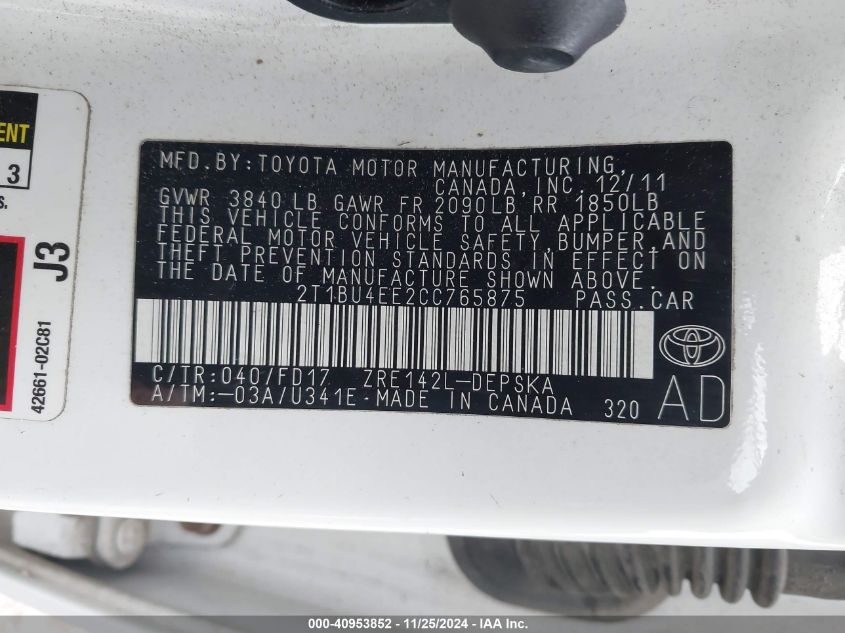 ENT
3
S.
J3
42661-02C81
MFD.BY:TOYOTA MOTOR MANUFACTURING,
CANADA, INC. 12/11
GVWR 3840 LB GAWR FR 2090LB RR 1850LB
THIS VEHICLE CONFORMS TO ALL APPLICABLE
FEDERAL MOTOR VEHICLE SAFETY, BUMPER, AND
THEFT PREVENTION STANDARDS IN EFFECT ON
THE DATE OF MANUFACTURE SHOWN ABOVE.
2T1BU4EE2CC765875 PASS.CAR
C/TR:040/FD17 ZRE142L-DEPSKA
A/TM:-03A/U341E·MADE IN CANADA 320
AD
000-40953852 - 11/25/2024 - IAA Inc.